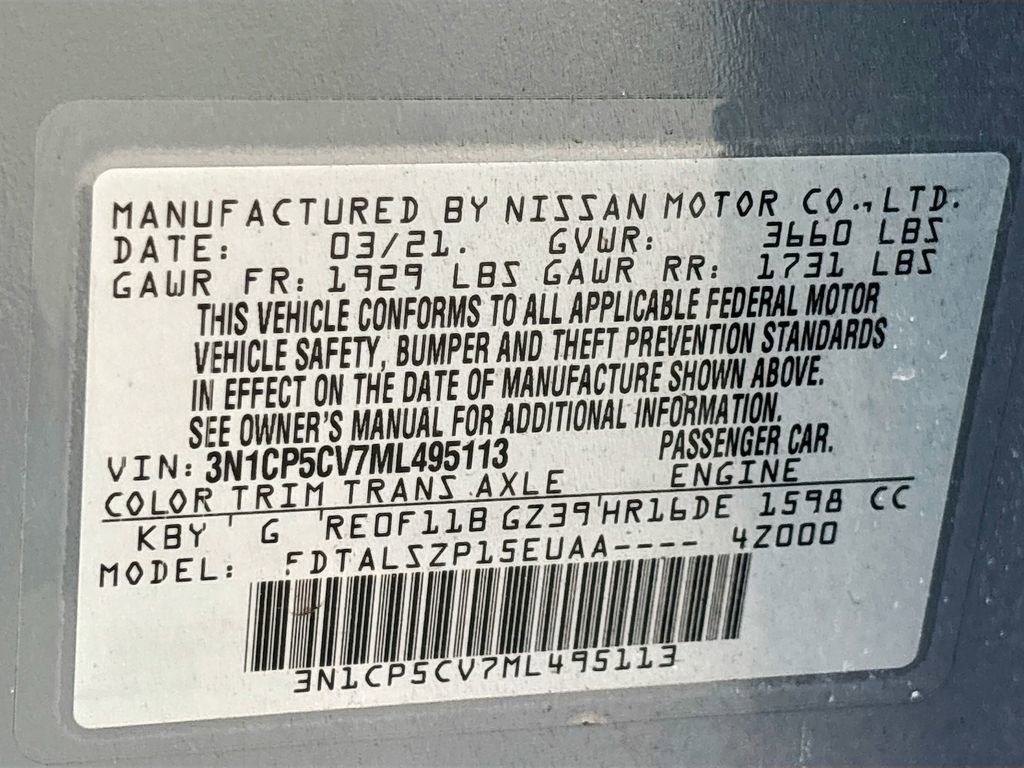 MANUFACTURED BY NISSAN MOTOR CO.,LTD.
DATE: 03/21. GVWR: 3660 LBS
GAWR FR: 1929 LBS GAWR RR: 1731 LBS
THIS VEHICLE CONFORMS TO ALL APPLICABLE FEDERAL MOTOR
VEHICLE SAFETY, BUMPER AND THEFT PREVENTION STANDARDS
IN EFFECT ON THE DATE OF MANUFACTURE SHOWN ABOVE.
SEE OWNER'S MANUAL FOR ADDITIONAL INFORMATION.
VIN: 3N1CP5CV7ML495113 PASSENGER CAR.
COLOR TRIM TRANS AXLE ENGINE
KBY G RE0F11B GZ39 HR16DE 1598 CC
MODEL: FDTALSZP15EUAA---- 4Z000
3N1CP5CV7ML495113